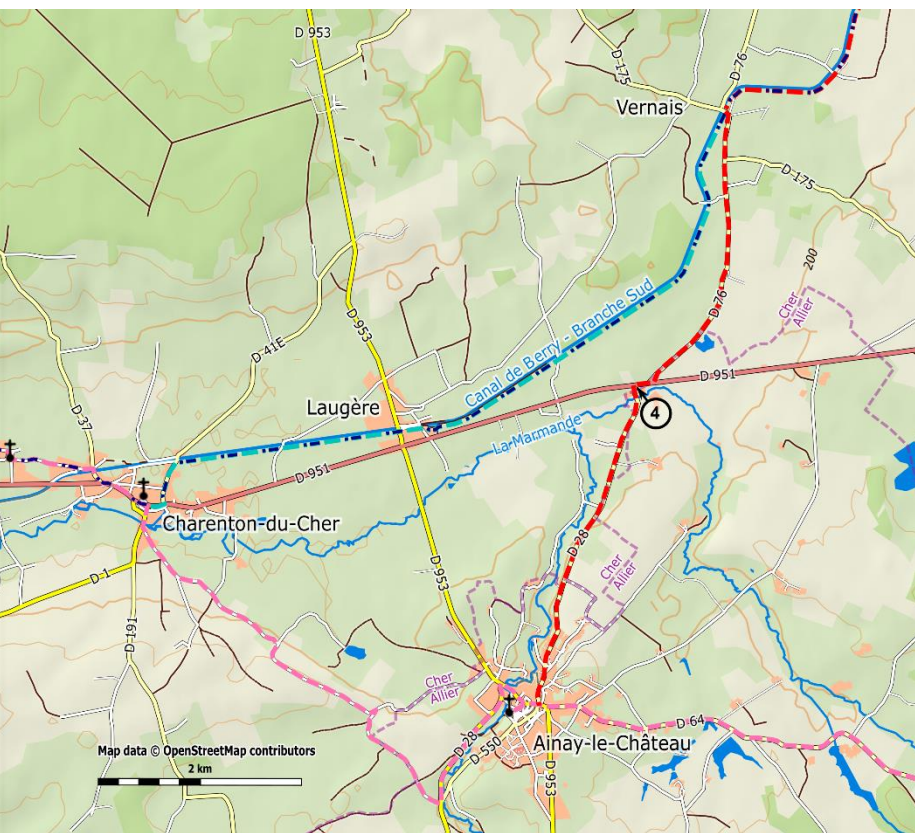 D 953
D-175
D-76
Vernais
D-175
200
Cher
Allier
D-76
Canal de Berry - Branche Sud
D-953
D-41E
D 951
Laugère
4
D-37
La Marmande
D-951
Charenton-du-Cher
D-28
D 1
D-953
Cher
Allier
D-191
Cher
Allier
D 64
Ainay-le-Château
D-28
D-550
D-953
Map data © OpenStreetMap contributors
2 km